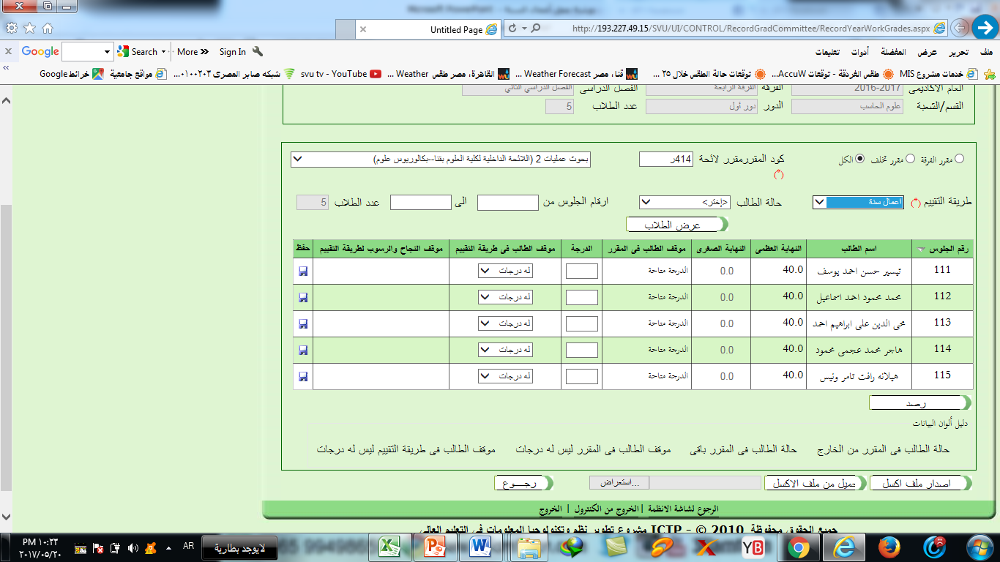 Untitled Page
http://193.227.49.15/SVU/UI/CONTROL/RecordGradCommittee/RecordYearWorkGrades.aspx
ملف تحرير عرض المفضلة أدوات تعليمات
Google Search More Sign In
خدمات مشروع MIS
طقس الغردقة - توقعات AccuW...
توقعات حالة الطقس خلال ٢٥ ...
قنا، مصر Weather Forecast ...
القاهرة، مصر طقس Weather ...
svu tv - YouTube
شبكه صابر المصرى ٠١٠٠٢٠٣...
مواقع جامعية
خرائط Google
العام الأكاديمى 2016-2017 الفرقة الفرقة الرابعة الفصل الدراسى الفصل الدراسي الثاني
القسم/الشعبة علوم الحاسب الدور دور أول عدد الطلاب 5
مقرر الفرقة مقرر تخلف الكل كود المقررمقرر لائحة 414ر بحوث عمليات 2 (اللائحة الداخلية لكلية العلوم بقنا--بكالوريوس علوم)
(*)
طريقة التقييم (*) اعمال سنة حالة الطالب <إختر> ارقام الجلوس من الى عدد الطلاب 5
عرض الطلاب
رقم الجلوس اسم الطالب النهاية العظمى النهاية الصغرى موقف الطالب فى المقرر الدرجة موقف الطالب فى طريقة التقييم موقف النجاح والرسوب لطريقة التقييم حفظ
111 تيسير حسن احمد يوسف 40.0 0.0 الدرجة متاحة له درجات
112 محمد محمود احمد اسماعيل 40.0 0.0 الدرجة متاحة له درجات
113 محى الدين على ابراهيم احمد 40.0 0.0 الدرجة متاحة له درجات
114 هاجر محمد عجمى محمود 40.0 0.0 الدرجة متاحة له درجات
115 هيلانه رافت تامر ونيس 40.0 0.0 الدرجة متاحة له درجات
رصد
دليل ألوان البيانات
حالة الطالب فى المقرر من الخارج حالة الطالب فى المقرر باقى موقف الطالب فى المقرر ليس له درجات موقف الطالب فى طريقة التقييم ليس له درجات
اصدار ملف اكسل حميل من ملف الاكسل استعراض... رجـــوع
الرجوع لشاشة الانظمة | الخروج من الكنترول | الخروج
جميع الحقوق محفوظة ICTP - © 2010 مشروع تطوير نظم وتكنولوجيا المعلومات في التعليم العالي
١٠:٢٣ PM
٢٠١٧/٠٥/٢٠
AR
لايوجد بطارية
YB